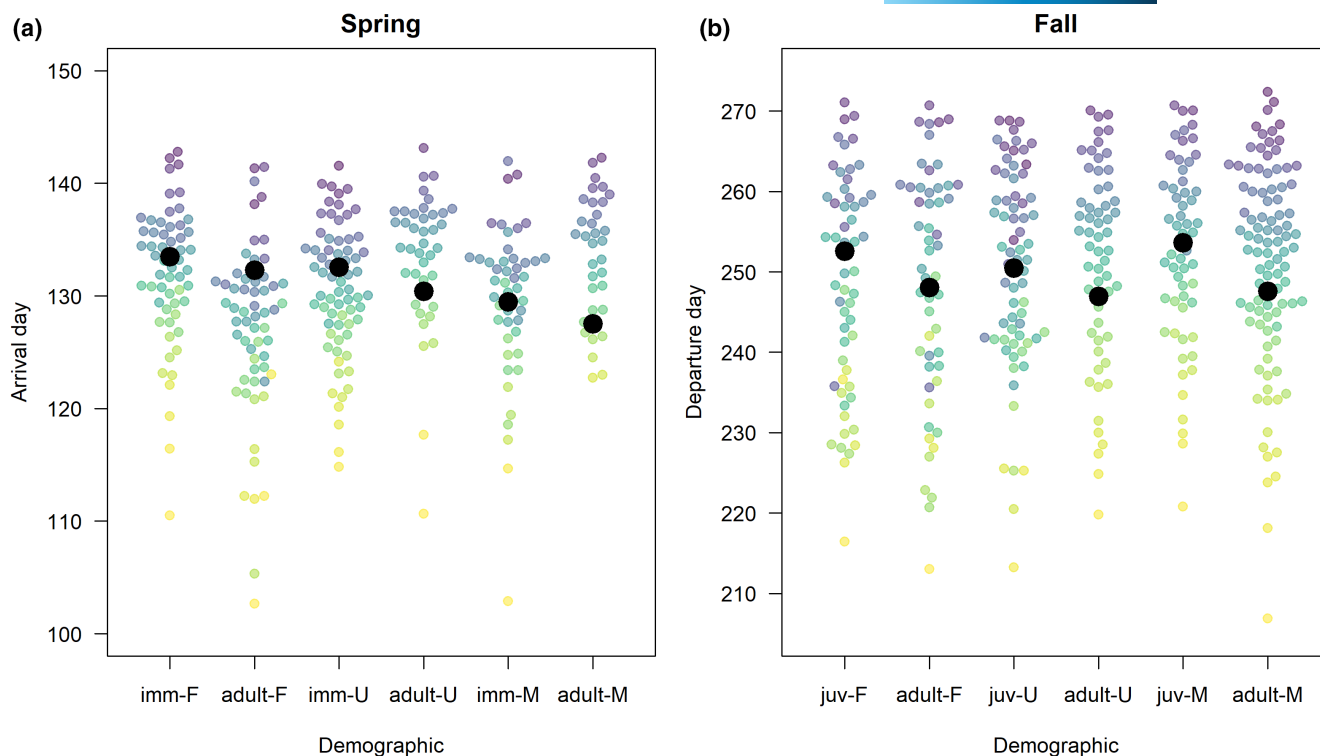 (a)
Spring
150
140
130
120
110
100
Arrival day
imm-F adult-F imm-U adult-U imm-M adult-M
Demographic
(b)
Fall
270
260
250
240
230
220
210
Departure day
juv-F adult-F juv-U adult-U juv-M adult-M
Demographic